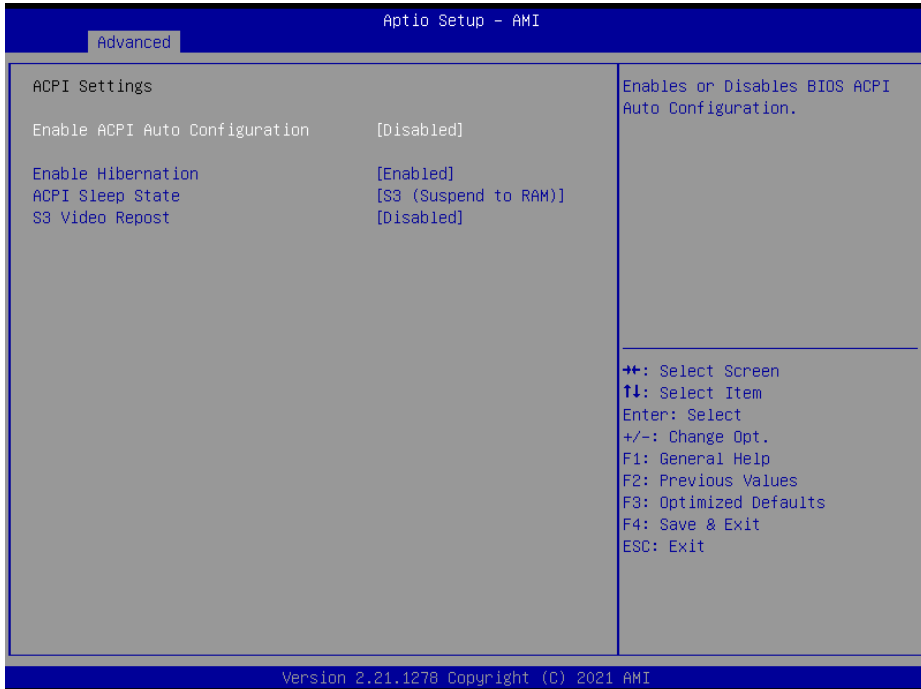 Aptio Setup – AMI
Advanced
ACPI Settings
Enable ACPI Auto Configuration [Disabled]
Enable Hibernation [Enabled]
ACPI Sleep State [S3 (Suspend to RAM)]
S3 Video Repost [Disabled]
Enables or Disables BIOS ACPI
Auto Configuration.
→←: Select Screen
↑↓: Select Item
Enter: Select
+/-: Change Opt.
F1: General Help
F2: Previous Values
F3: Optimized Defaults
F4: Save & Exit
ESC: Exit
Version 2.21.1278 Copyright (C) 2021 AMI